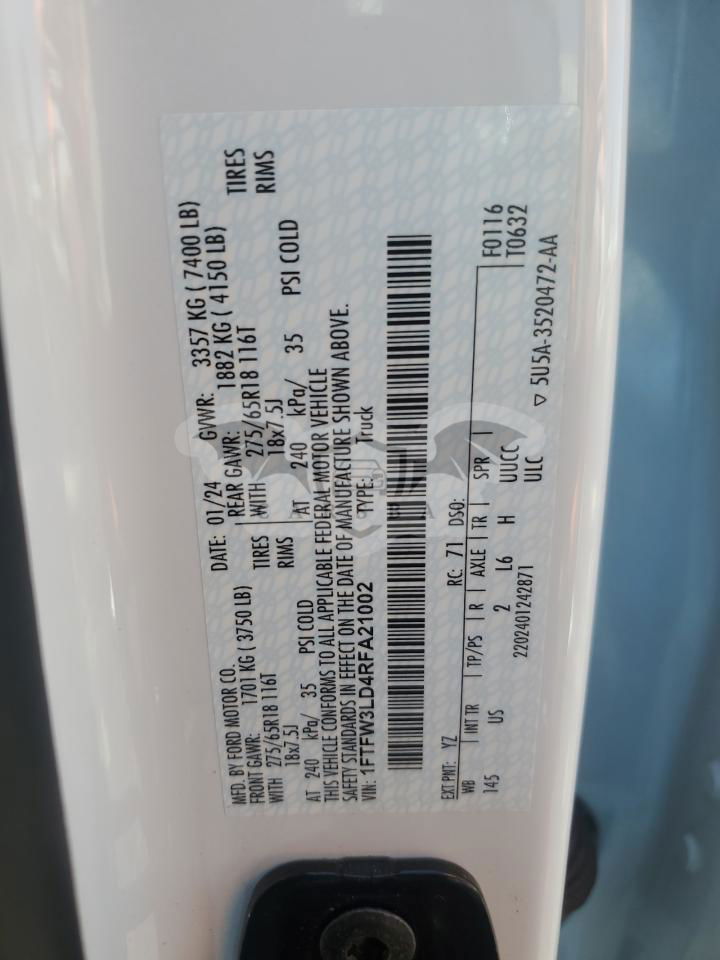 MFD. BY FORD MOTOR CO.
DATE: 01/24 GVWR: 3357 KG ( 7400 LB)
FRONT GAWR: 1701 KG ( 3750 LB)
REAR GAWR: 1882 KG ( 4150 LB)
WITH 275/65R18 116T TIRES
WITH 275/65R18 116T TIRES
18x7.5J RIMS
18x7.5J RIMS
AT 240 kPa/ 35 PSI COLD
AT 240 kPa/ 35 PSI COLD
THIS VEHICLE CONFORMS TO ALL APPLICABLE FEDERAL MOTOR VEHICLE
SAFETY STANDARDS IN EFFECT ON THE DATE OF MANUFACTURE SHOWN ABOVE.
VIN: 1FTFW3LD4RFA21002 TYPE: Truck
EXT PNT: YZ RC: 71 DSO:
F0116
WB INT TR TP/PS R AXLE TR SPR
T0632
145 US 2 L6 H UUCC
2202401242871 ULC
▽ 5U5A-3520472-AA